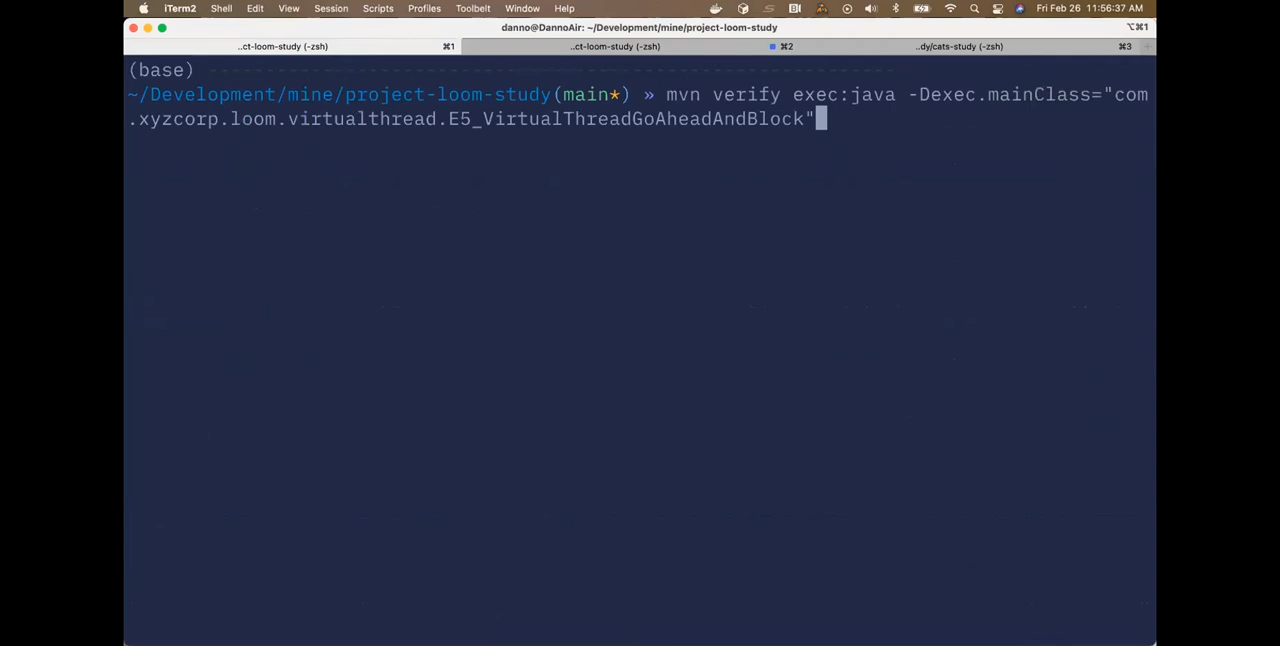 iTerm2 Shell Edit View Session Scripts Profiles Toolbelt Window Help Fri Feb 26 11:56:37 AM
danno@DannoAir: ~/Development/mine/project-loom-study ⌥⌘1
..ct-loom-study (-zsh) ⌘1 ..ct-loom-study (-zsh) ⌘2 ..dy/cats-study (-zsh) ⌘3
(base)
~/Development/mine/project-loom-study(main*) » mvn verify exec:java -Dexec.mainClass="com
.xyzcorp.loom.virtualthread.E5_VirtualThreadGoAheadAndBlock"